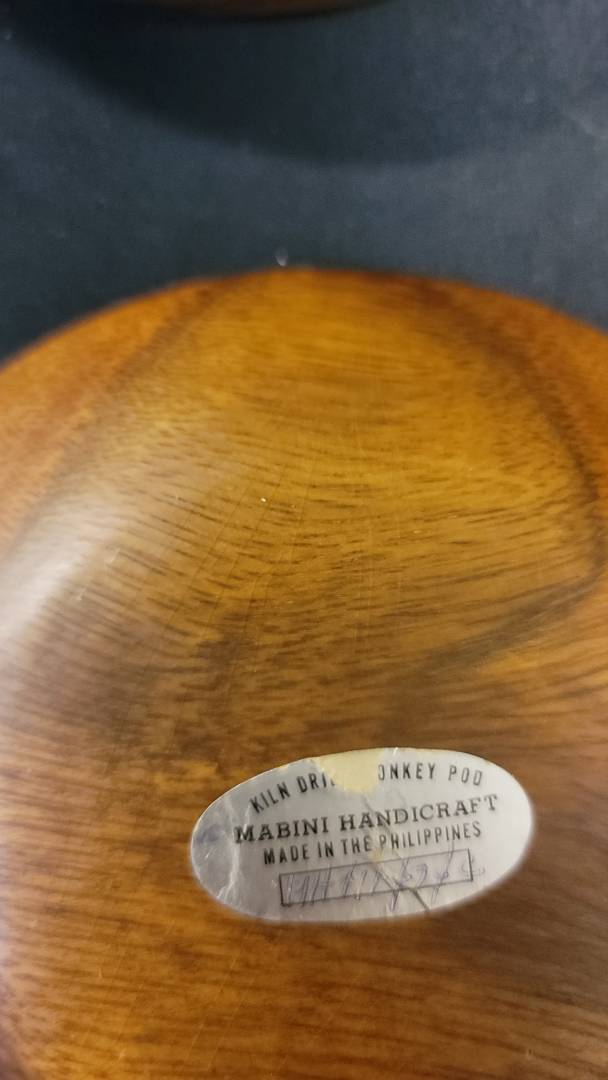 KILN DRI ONKEY POD
MABINI HANDICRAFT
MADE IN THE PHILIPPINES